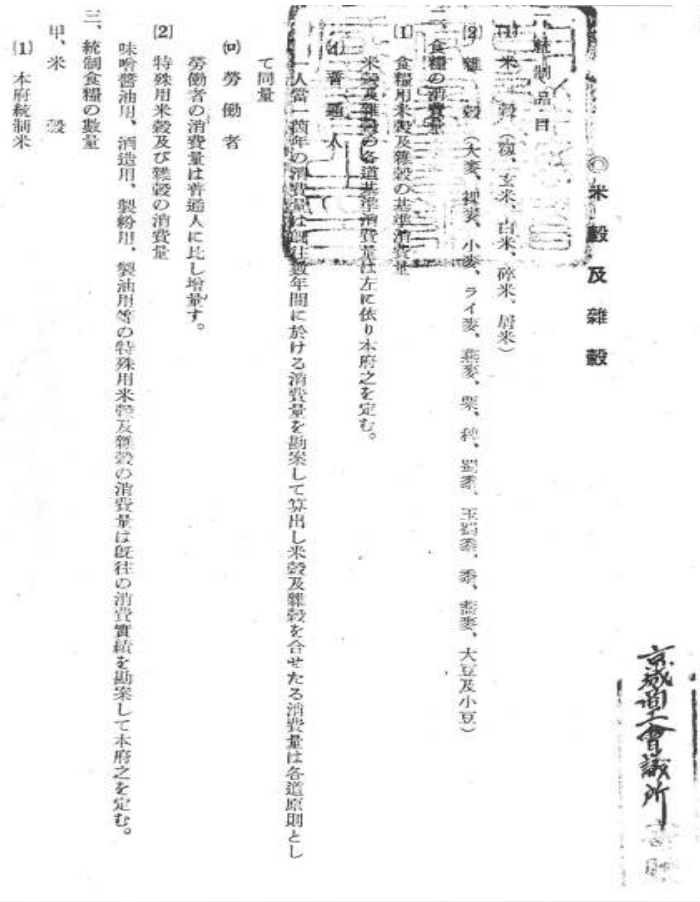 ◎米穀及雜穀
一、統制品目
(1) 米穀(籾、玄米、白米、碎米、屑米)
(2) 雜穀(大麥、稞麥、小麥、ライ麥、燕麥、粟、稗、蜀黍、玉蜀黍、黍、蕎麥、大豆及小豆)
二、食糧の消費量
(1) 食糧用米穀及雜穀の基準消費量
米穀及雜穀の各道基準消費量は左に依り本府之を定む。
(イ) 普通人
一人當一箇年の消費量は既往數年間に於ける消費量を勘案して算出し米穀及雜穀を合せたる消費量は各道原則とし
て同量
(ロ) 勞働者
勞働者の消費量は普通人に比し增量す。
(2) 特殊用米穀及び雜穀の消費量
味噌醬油用、酒造用、製粉用、製油用等の特殊用米穀及雜穀の消費量は既往の消費實績を勘案して本府之を定む。
三、統制食糧の數量
甲、米穀
(1) 本府統制米
京城商工會議所